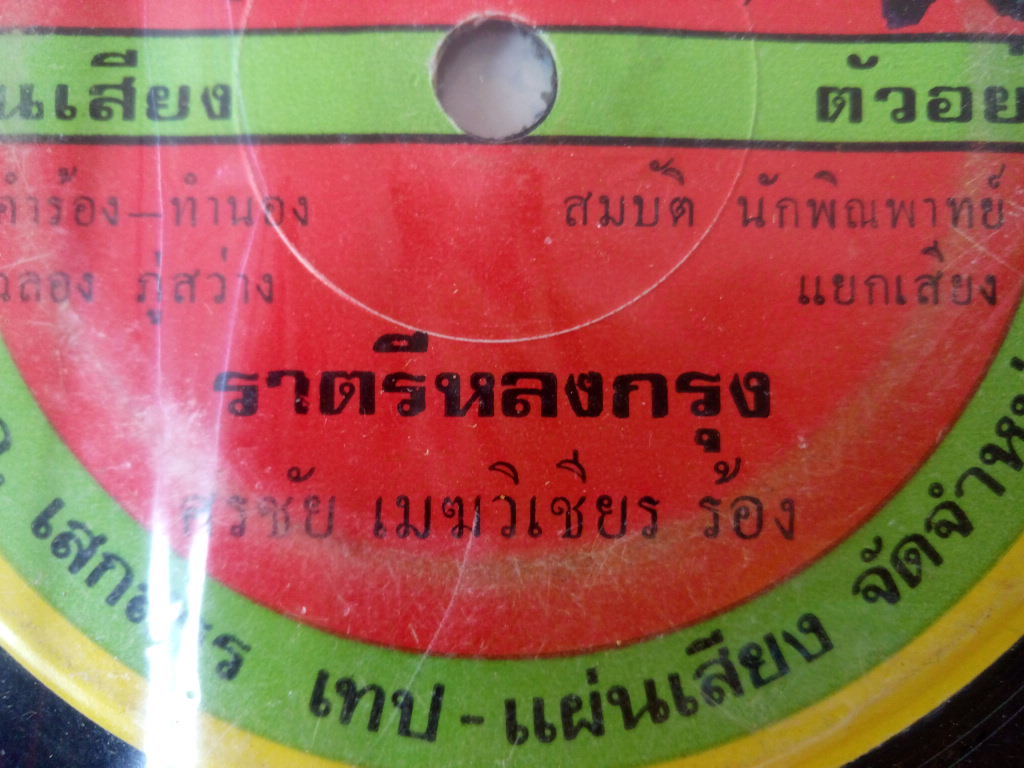 แผ่นเสียง ตัวอย่
คำร้อง-ทำนอง สมบัติ นักพิณพาทย์
ฉลอง ภู่สว่าง แยกเสียง
ราตรีหลงกรุง
ศรชัย เมฆวิเชียร ร้อง
เทป-แผ่นเสียง จัดจำหน่